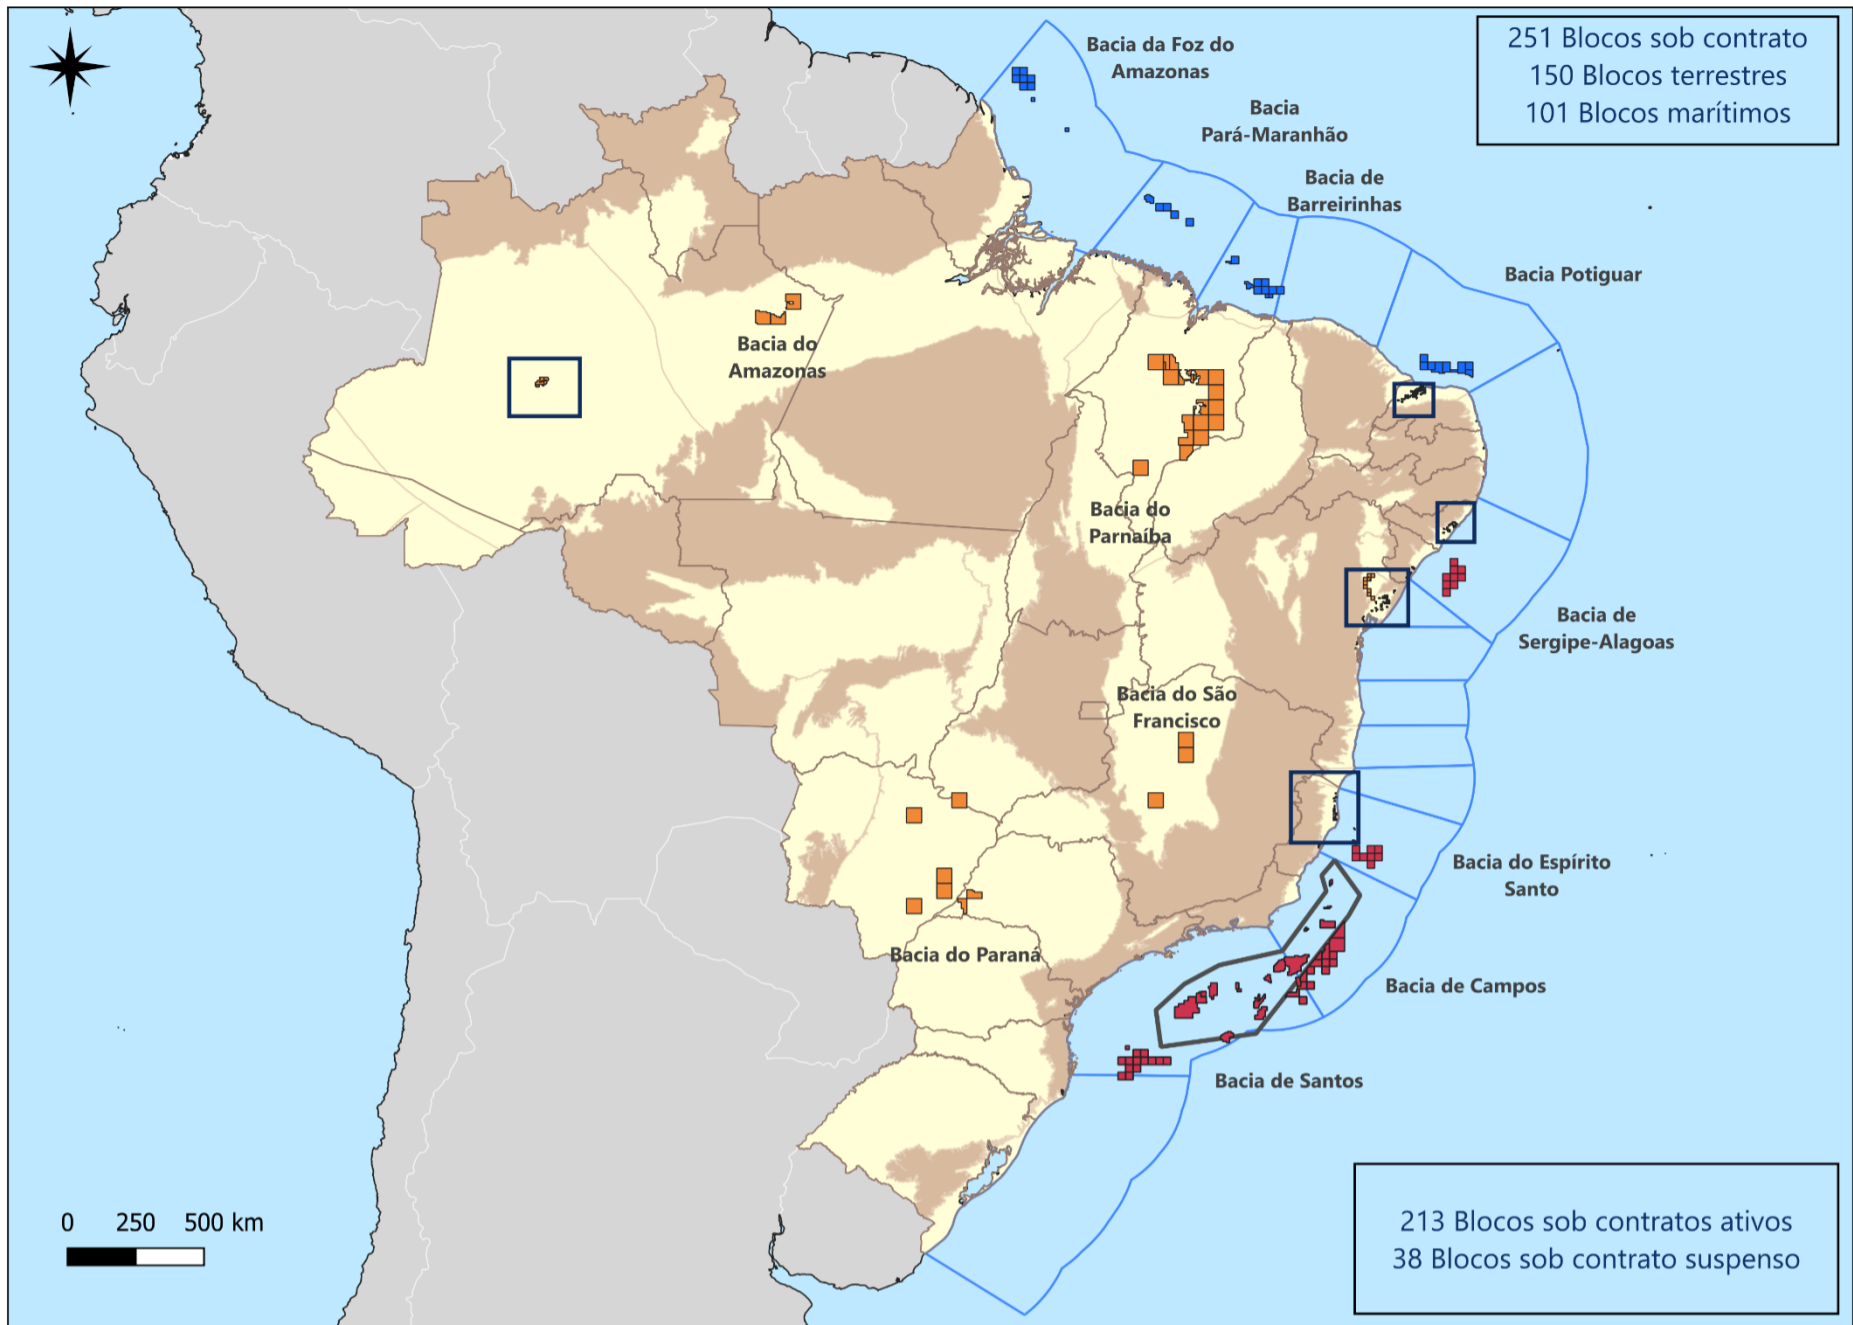 251 Blocos sob contrato
150 Blocos terrestres
101 Blocos marítimos
Bacia da Foz do
Amazonas
Bacia
Pará-Maranhão
Bacia de
Barreirinhas
Bacia Potiguar
Bacia do
Amazonas
Bacia do
Parnaíba
Bacia de
Sergipe-Alagoas
Bacia do São
Francisco
Bacia do Espírito
Santo
Bacia do Paraná
Bacia de Campos
Bacia de Santos
0 250 500 km
213 Blocos sob contratos ativos
38 Blocos sob contrato suspenso